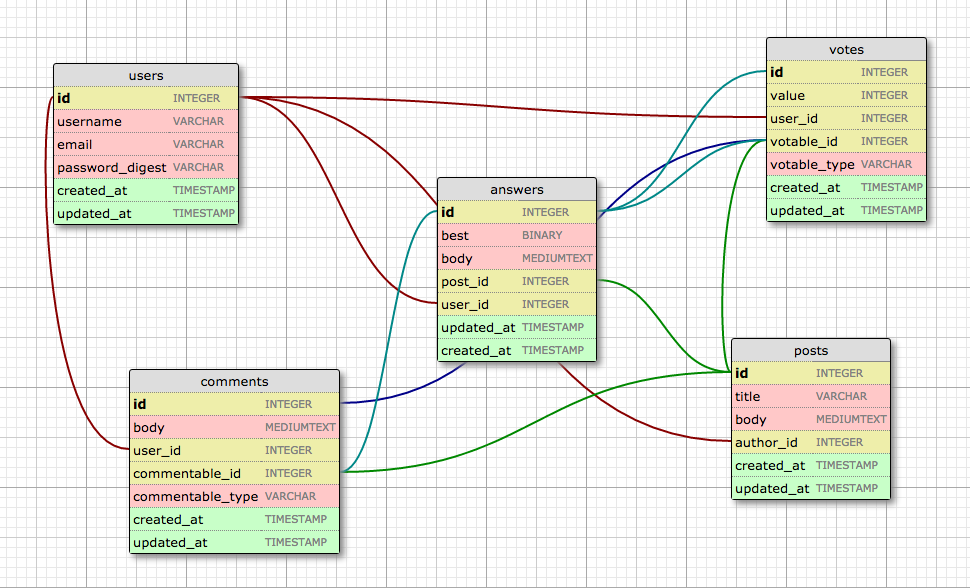 users
id INTEGER
username VARCHAR
email VARCHAR
password_digest VARCHAR
created_at TIMESTAMP
updated_at TIMESTAMP
votes
id INTEGER
value INTEGER
user_id INTEGER
votable_id INTEGER
votable_type VARCHAR
created_at TIMESTAMP
updated_at TIMESTAMP
answers
id INTEGER
best BINARY
body MEDIUMTEXT
post_id INTEGER
user_id INTEGER
updated_at TIMESTAMP
created_at TIMESTAMP
comments
id INTEGER
body MEDIUMTEXT
user_id INTEGER
commentable_id INTEGER
commentable_type VARCHAR
created_at TIMESTAMP
updated_at TIMESTAMP
posts
id INTEGER
title VARCHAR
body MEDIUMTEXT
author_id INTEGER
created_at TIMESTAMP
updated_at TIMESTAMP